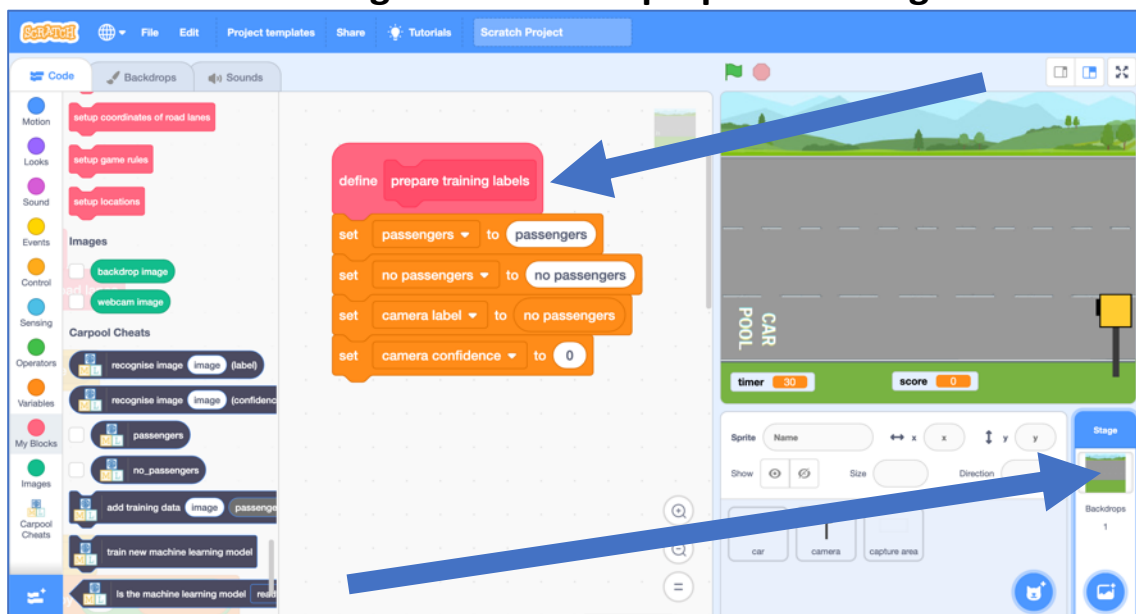 SCRATCH
File Edit Project templates Share Tutorials Scratch Project
Code Backdrops Sounds
Motion
Looks
Sound
Events
Control
Sensing
Operators
Variables
My Blocks
Images
Carpool
Cheats
setup coordinates of road lanes
setup game rules
setup locations
Images
backdrop image
webcam image
Carpool Cheats
recognise image image (label)
recognise image image
passengers
no_passengers
add training data image
train new machine learning model
Is the machine learning model
define prepare training labels
set passengers to passengers
set no passengers to no passengers
set camera label to no passengers
set camera confidence to 0
CAR
POOL
timer 30 score 0
Sprite Name x x y y
Show Size Direction
car camera capture area
Stage
Backdrops
1